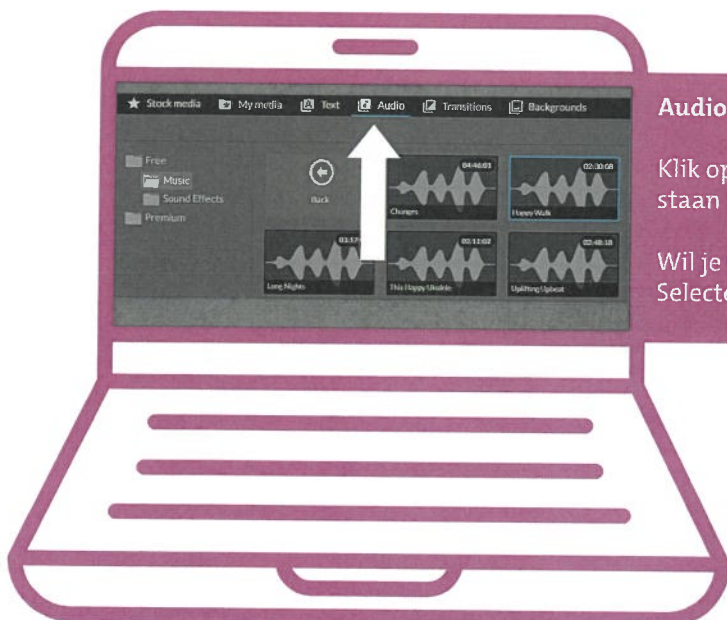 Stock media My media Text Audio Transitions Backgrounds
Free
Music
Sound Effects
Premium
Back
04:46:01
Changes
02:30:08
Happy Walk
03:17
Long Nights
03:11:02
This Happy Ukulele
02:48:18
Uplifting Upbeat
Audio
Klik op
staan
Wil je
Selecte